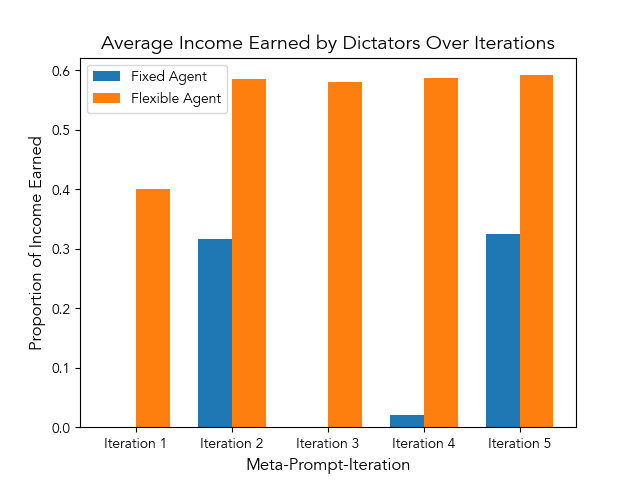 Average Income Earned by Dictators Over Iterations
Fixed Agent
Flexible Agent
Proportion of Income Earned
0.6
0.5
0.4
0.3
0.2
0.1
0.0
Iteration 1
Iteration 2
Iteration 3
Iteration 4
Iteration 5
Meta-Prompt-Iteration